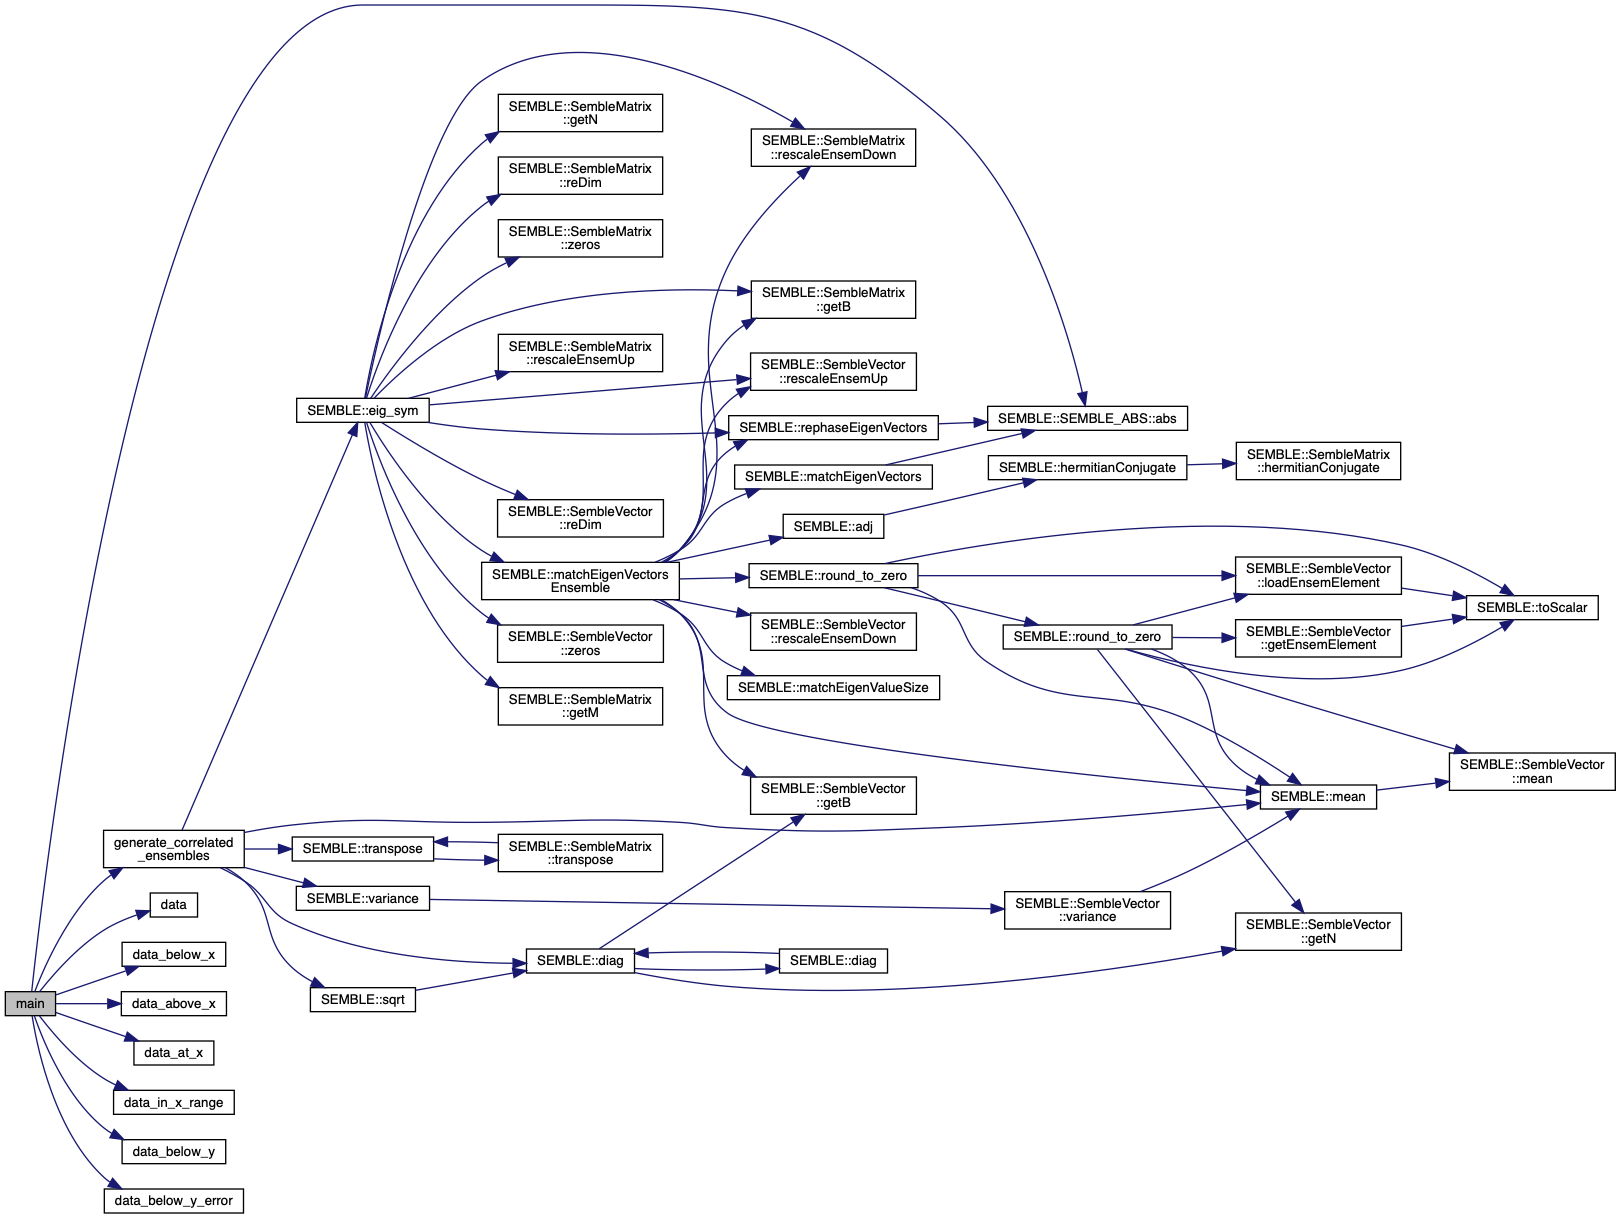 main
generate_correlated
_ensembles
data
data_below_x
data_above_x
data_at_x
data_in_x_range
data_below_y
data_below_y_error
SEMBLE::eig_sym
SEMBLE::transpose
SEMBLE::variance
SEMBLE::sqrt
SEMBLE::SembleMatrix
::getN
SEMBLE::SembleMatrix
::reDim
SEMBLE::SembleMatrix
::zeros
SEMBLE::SembleMatrix
::rescaleEnsemUp
SEMBLE::SembleVector
::reDim
SEMBLE::matchEigenVectors
Ensemble
SEMBLE::SembleVector
::zeros
SEMBLE::SembleMatrix
::getM
SEMBLE::SembleMatrix
::transpose
SEMBLE::diag
SEMBLE::SembleMatrix
::rescaleEnsemDown
SEMBLE::SembleMatrix
::getB
SEMBLE::SembleVector
::rescaleEnsemUp
SEMBLE::rephaseEigenVectors
SEMBLE::matchEigenVectors
SEMBLE::adj
SEMBLE::round_to_zero
SEMBLE::SembleVector
::rescaleEnsemDown
SEMBLE::matchEigenValueSize
SEMBLE::SembleVector
::getB
SEMBLE::diag
SEMBLE::SEMBLE_ABS::abs
SEMBLE::hermitianConjugate
SEMBLE::round_to_zero
SEMBLE::SembleVector
::variance
SEMBLE::SembleMatrix
::hermitianConjugate
SEMBLE::SembleVector
::loadEnsemElement
SEMBLE::SembleVector
::getEnsemElement
SEMBLE::mean
SEMBLE::SembleVector
::getN
SEMBLE::toScalar
SEMBLE::SembleVector
::mean